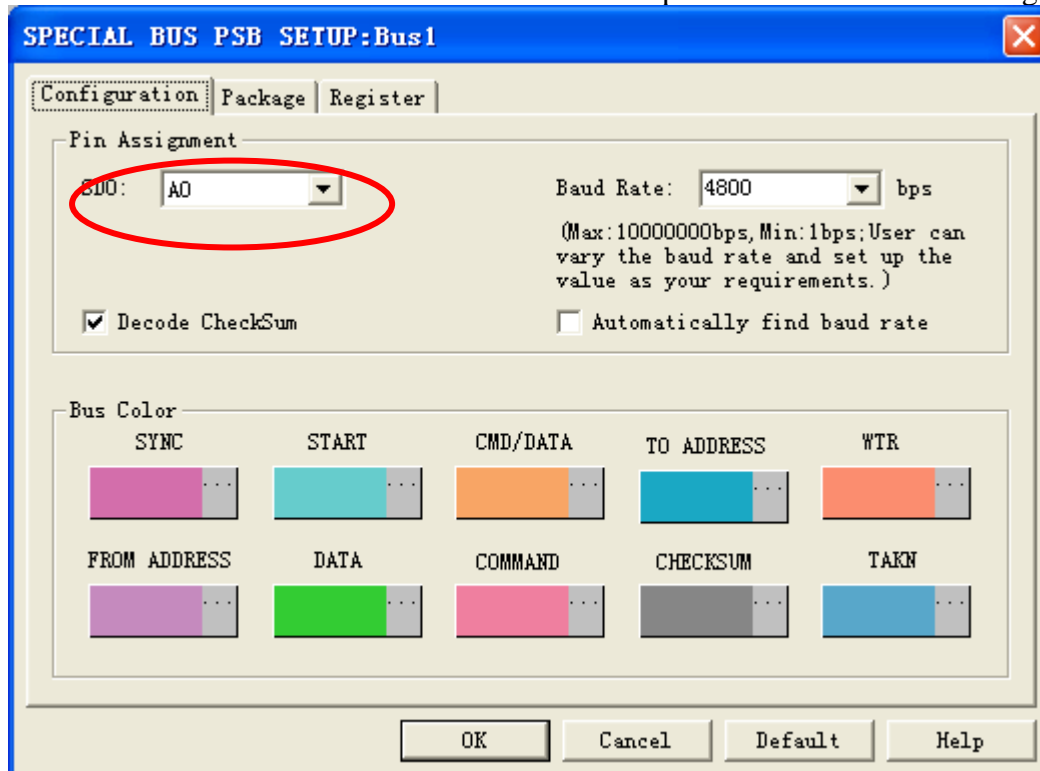 SPECIAL BUS PSB SETUP:Bus1
Configuration Package Register
Pin Assignment
SDO: A0 Baud Rate: 4800 bps
(Max:10000000bps,Min:1bps;User can
vary the baud rate and set up the
value as your requirements.)
Decode CheckSum Automatically find baud rate
Bus Color
SYNC START CMD/DATA TO ADDRESS WTR
... ... ... ... ...
FROM ADDRESS DATA COMMAND CHECKSUM TAKN
... ... ... ... ...
OK Cancel Default Help